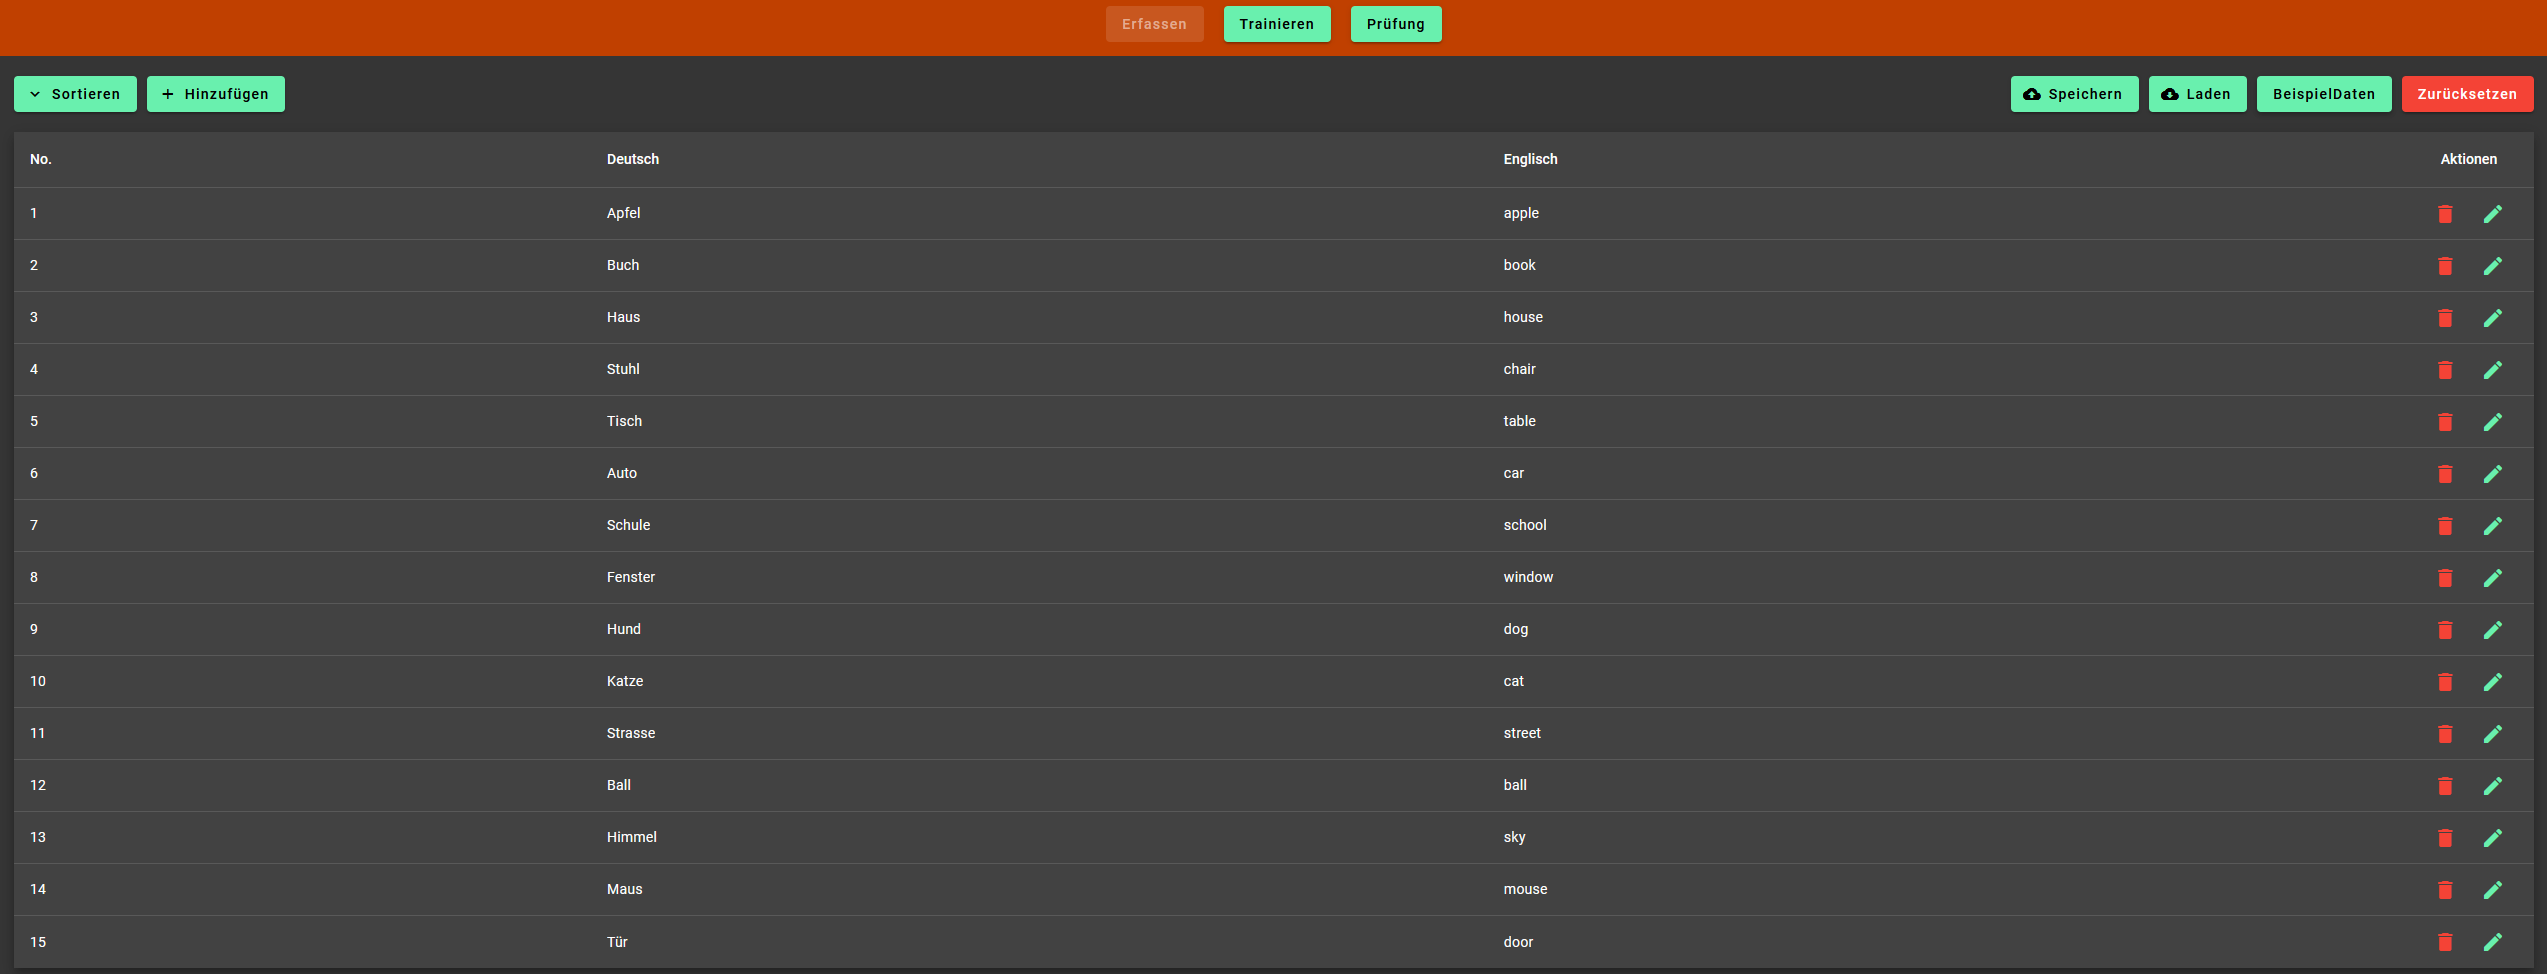 Erfassen Trainieren Prüfung
Sortieren Hinzufügen Speichern Laden BeispielDaten Zurücksetzen
No. Deutsch Englisch Aktionen
1 Apfel apple
2 Buch book
3 Haus house
4 Stuhl chair
5 Tisch table
6 Auto car
7 Schule school
8 Fenster window
9 Hund dog
10 Katze cat
11 Strasse street
12 Ball ball
13 Himmel sky
14 Maus mouse
15 Tür door